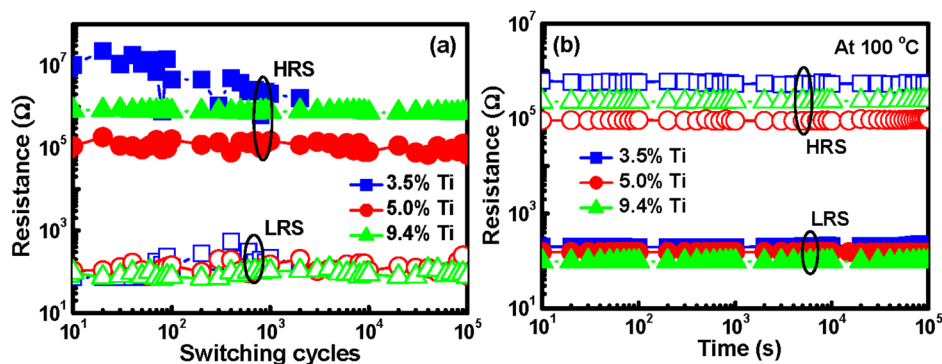 (a)
HRS
3.5% Ti
5.0% Ti
9.4% Ti
LRS
Resistance (Ω)
10^7
10^5
10^3
10^1
10^1
10^2
10^3
10^4
10^5
Switching cycles
(b)
At 100 °C
HRS
3.5% Ti
5.0% Ti
9.4% Ti
LRS
Resistance (Ω)
10^7
10^5
10^3
10^1
10^1
10^2
10^3
10^4
10^5
Time (s)